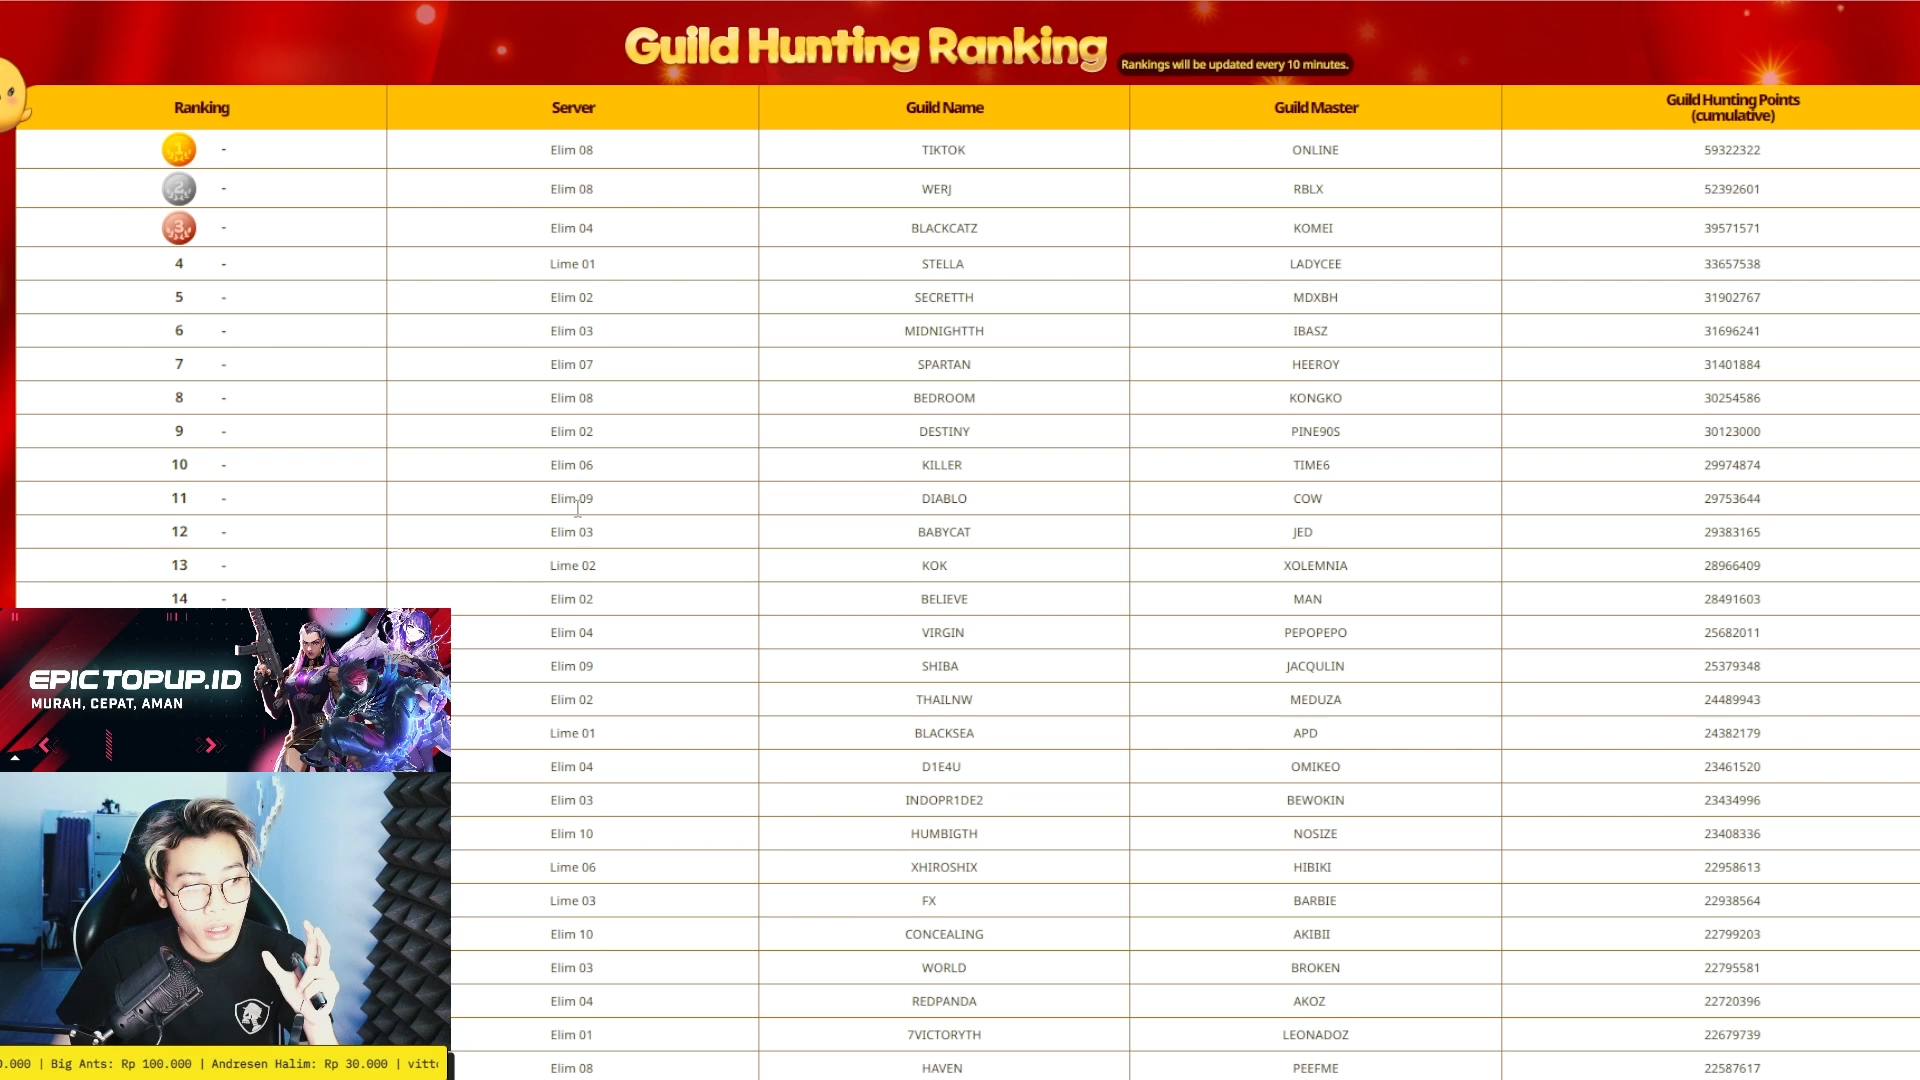 Guild Hunting Ranking
Rankings will be updated every 10 minutes.
Ranking Server Guild Name Guild Master Guild Hunting Points (cumulative)
1 - Elim 08 TIKTOK ONLINE 59322322
2 - Elim 08 WERJ RBLX 52392601
3 - Elim 04 BLACKCATZ KOMEI 39571571
4 - Lime 01 STELLA LADYCEE 33657538
5 - Elim 02 SECRETTH MDXBH 31902767
6 - Elim 03 MIDNIGHTTH IBASZ 31696241
7 - Elim 07 SPARTAN HEEROY 31401884
8 - Elim 08 BEDROOM KONGKO 30254586
9 - Elim 02 DESTINY PINE90S 30123000
10 - Elim 06 KILLER TIME6 29974874
11 - Elim 09 DIABLO COW 29753644
12 - Elim 03 BABYCAT JED 29383165
13 - Lime 02 KOK XOLEMNIA 28966409
14 - Elim 02 BELIEVE MAN 28491603
Elim 04 VIRGIN PEPOPEPO 25682011
Elim 09 SHIBA JACQULIN 25379348
Elim 02 THAILNW MEDUZA 24489943
Lime 01 BLACKSEA APD 24382179
Elim 04 D1E4U OMIKEO 23461520
Elim 03 INDOPR1DE2 BEWOKIN 23434996
Elim 10 HUMBIGTH NOSIZE 23408336
Lime 06 XHIROSHIX HIBIKI 22958613
Lime 03 FX BARBIE 22938564
Elim 10 CONCEALING AKIBII 22799203
Elim 03 WORLD BROKEN 22795581
Elim 04 REDPANDA AKOZ 22720396
Elim 01 7VICTORYTH LEONADOZ 22679739
Elim 08 HAVEN PEEFME 22587617
EPICTOPUP.ID
MURAH, CEPAT, AMAN
0.000 | Big Ants: Rp 100.000 | Andresen Halim: Rp 30.000 | vitt